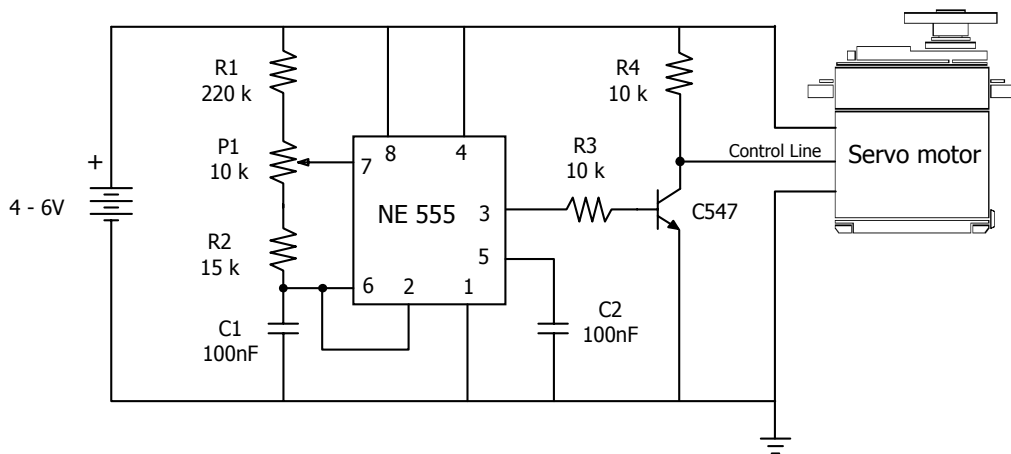 R1
220 k
P1
10 k
R2
15 k
C1
100nF
+
4 - 6V
8
4
7
NE 555
3
5
6
2
1
R3
10 k
R4
10 k
C547
C2
100nF
Control Line
Servo motor